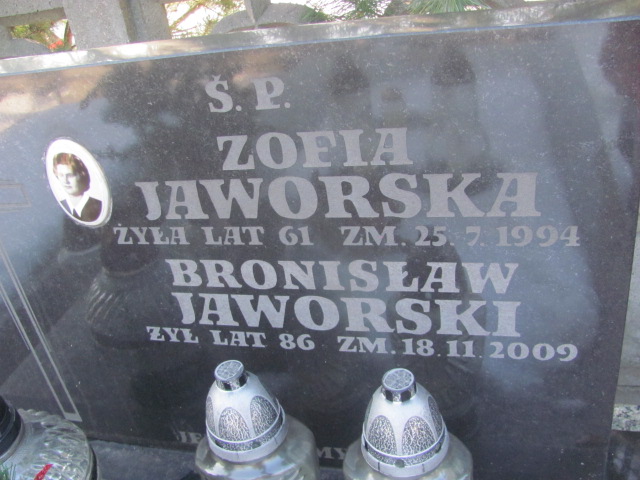 Ś.P.
ZOFIA
JAWORSKA
ŻYŁA LAT 61 ZM. 25.7.1994
BRONISŁAW
JAWORSKI
ŻYŁ LAT 86 ZM. 18.11.2009